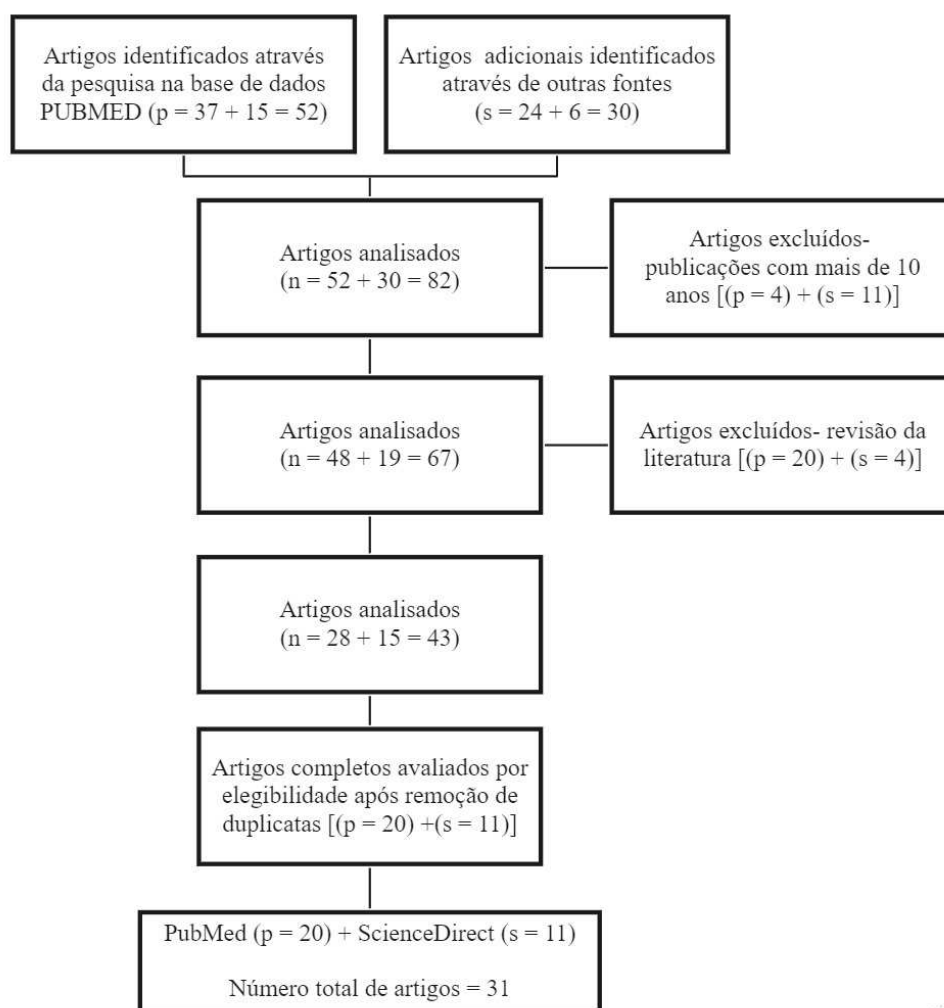 Artigos identificados através
da pesquisa na base de dados
PUBMED (p = 37 + 15 = 52)
Artigos adicionais identificados
através de outras fontes
(s = 24 + 6 = 30)
Artigos analisados
(n = 52 + 30 = 82)
Artigos excluídos-
publicações com mais de 10
anos [(p = 4) + (s = 11)]
Artigos analisados
(n = 48 + 19 = 67)
Artigos excluídos- revisão da
literatura [(p = 20) + (s = 4)]
Artigos analisados
(n = 28 + 15 = 43)
Artigos completos avaliados por
elegibilidade após remoção de
duplicatas [(p = 20) +(s = 11)]
PubMed (p = 20) + ScienceDirect (s = 11)
Número total de artigos = 31